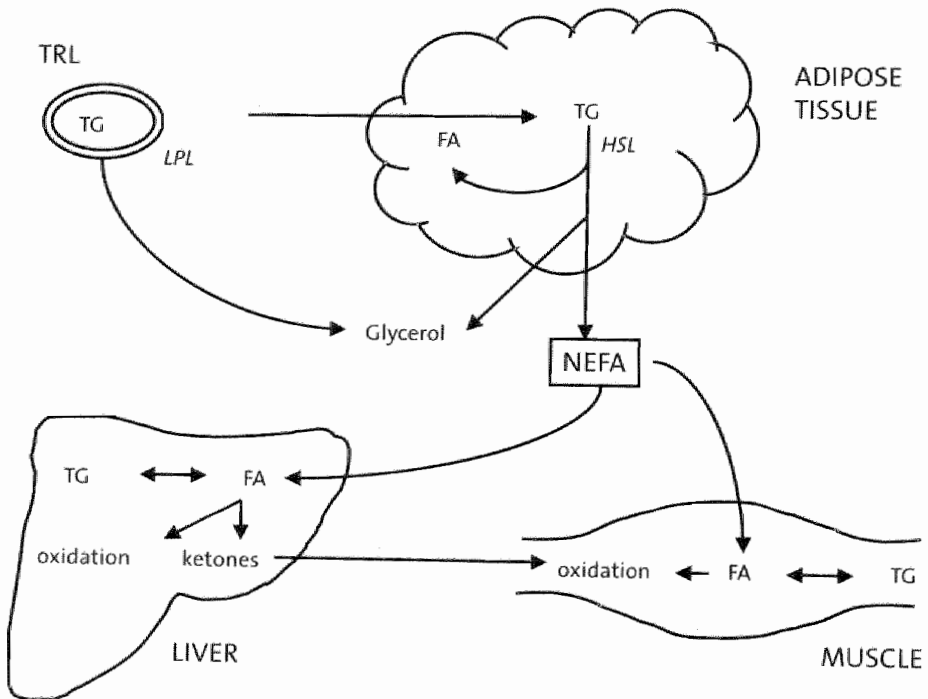 TRL
TG
LPL
ADIPOSE
TISSUE
TG
FA
HSL
Glycerol
NEFA
TG
FA
oxidation
ketones
LIVER
oxidation
FA
TG
MUSCLE